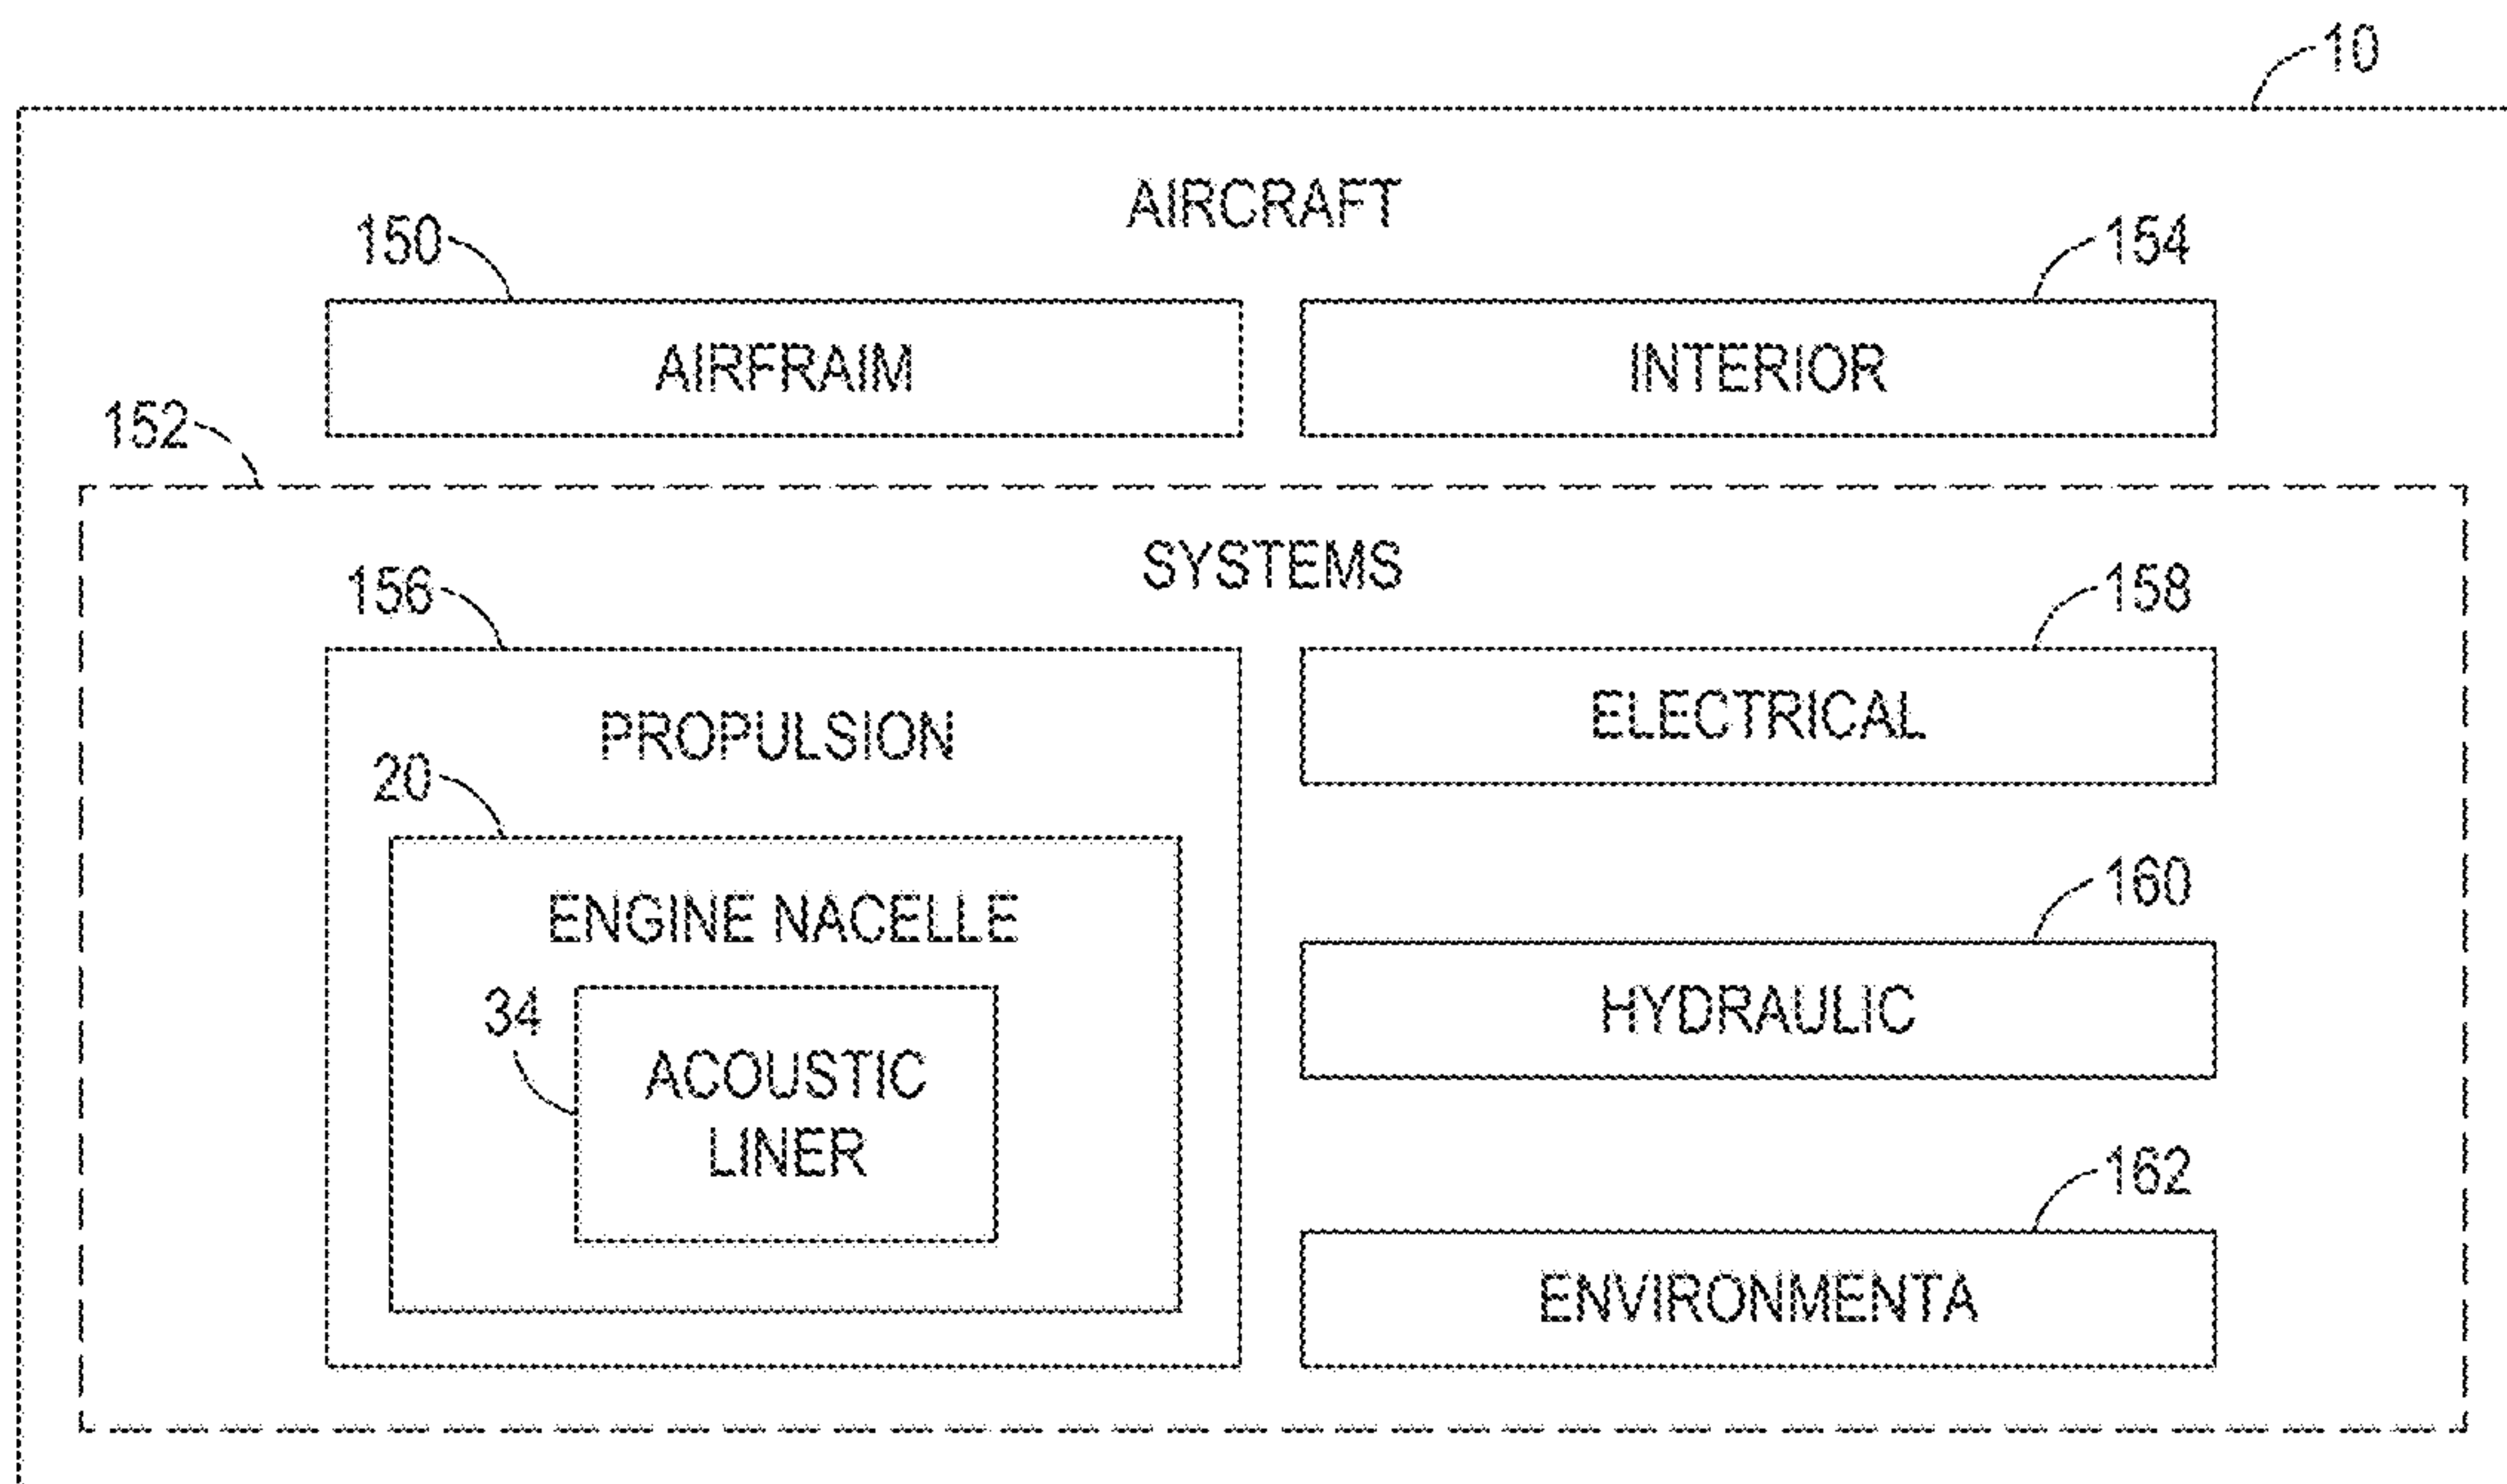 10
AIRCRAFT
150
154
AIRFRAIM
INTERIOR
152
SYSTEMS
156
158
PROPULSION
ELECTRICAL
20
ENGINE NACELLE
160
34
HYDRAULIC
ACOUSTIC
LINER
162
ENVIRONMENTA